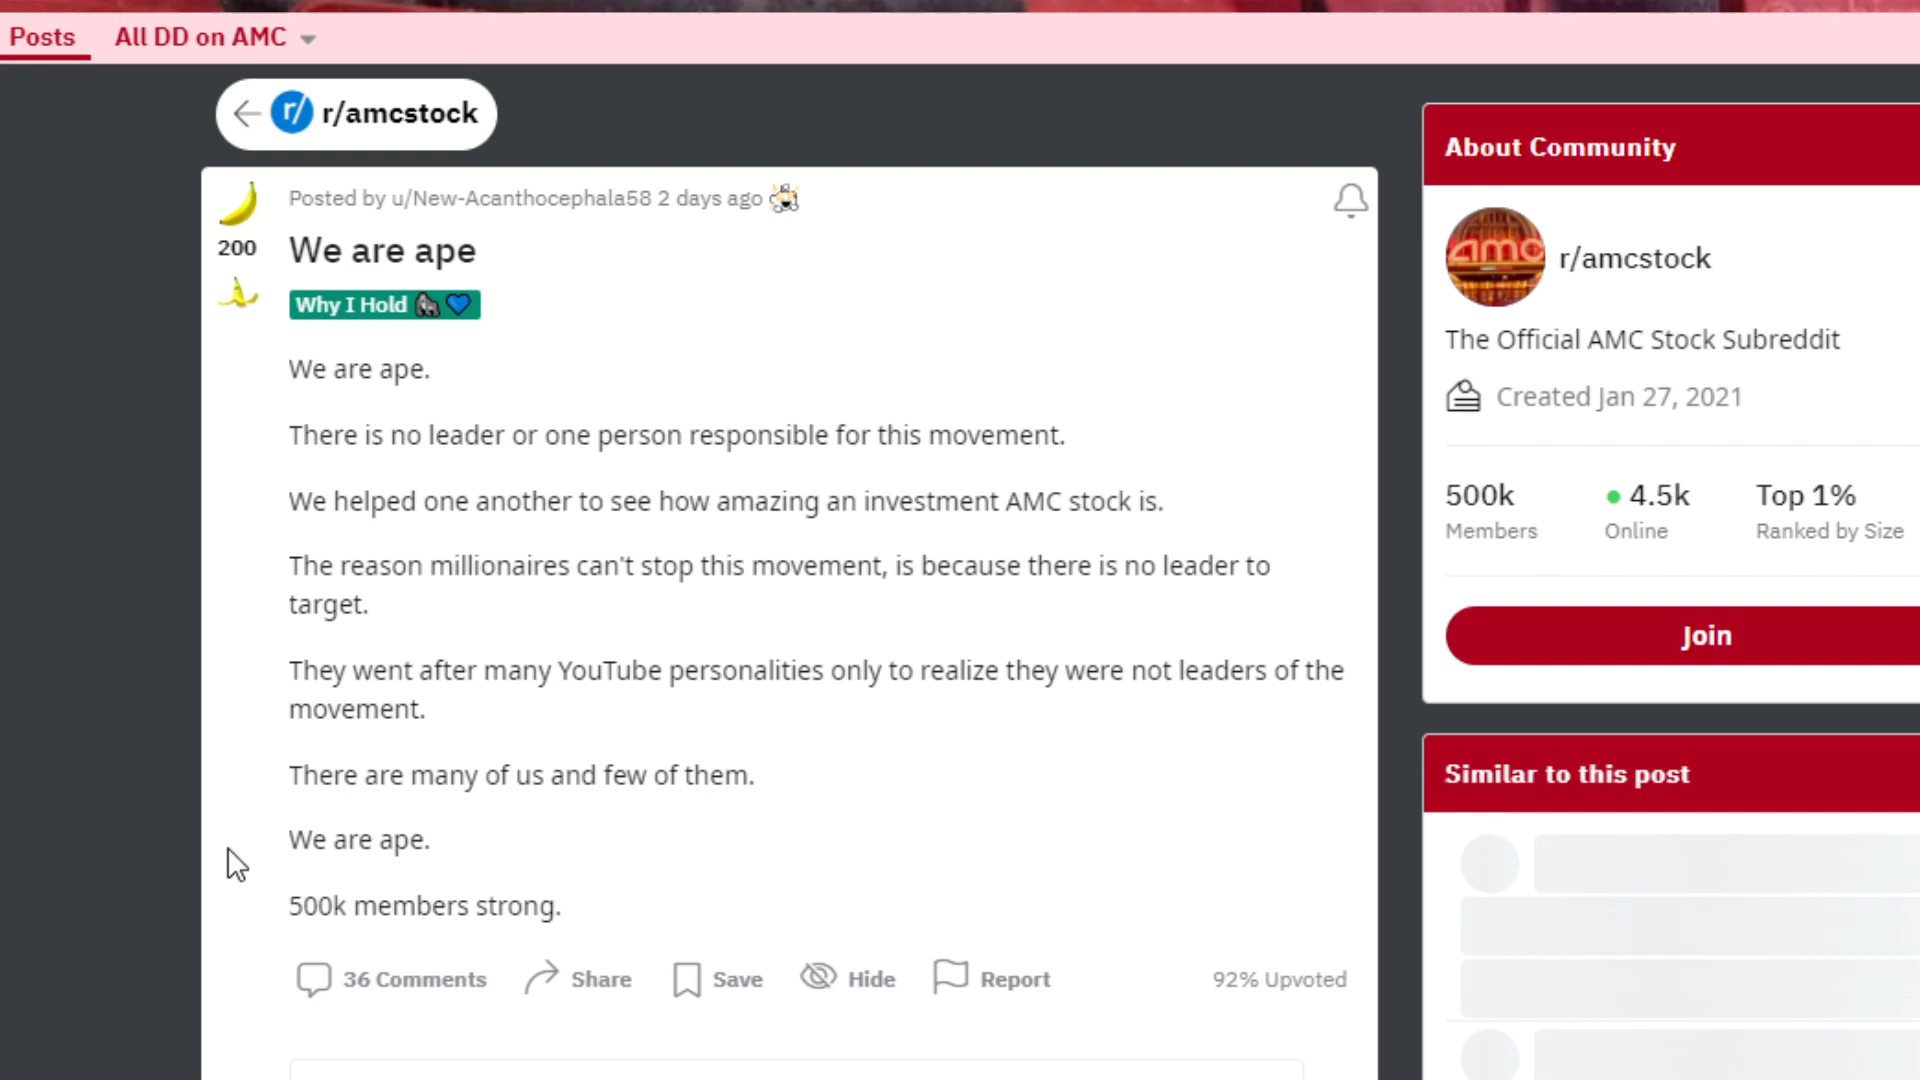 Posts
All DD on AMC
r/ r/amcstock
Posted by u/New-Acanthocephala58 2 days ago
200
We are ape
Why I Hold
We are ape.
There is no leader or one person responsible for this movement.
We helped one another to see how amazing an investment AMC stock is.
The reason millionaires can't stop this movement, is because there is no leader to
target.
They went after many YouTube personalities only to realize they were not leaders of the
movement.
There are many of us and few of them.
We are ape.
500k members strong.
36 Comments
Share
Save
Hide
Report
92% Upvoted
About Community
amc
r/amcstock
The Official AMC Stock Subreddit
Created Jan 27, 2021
500k
Members
4.5k
Online
Top 1%
Ranked by Size
Join
Similar to this post